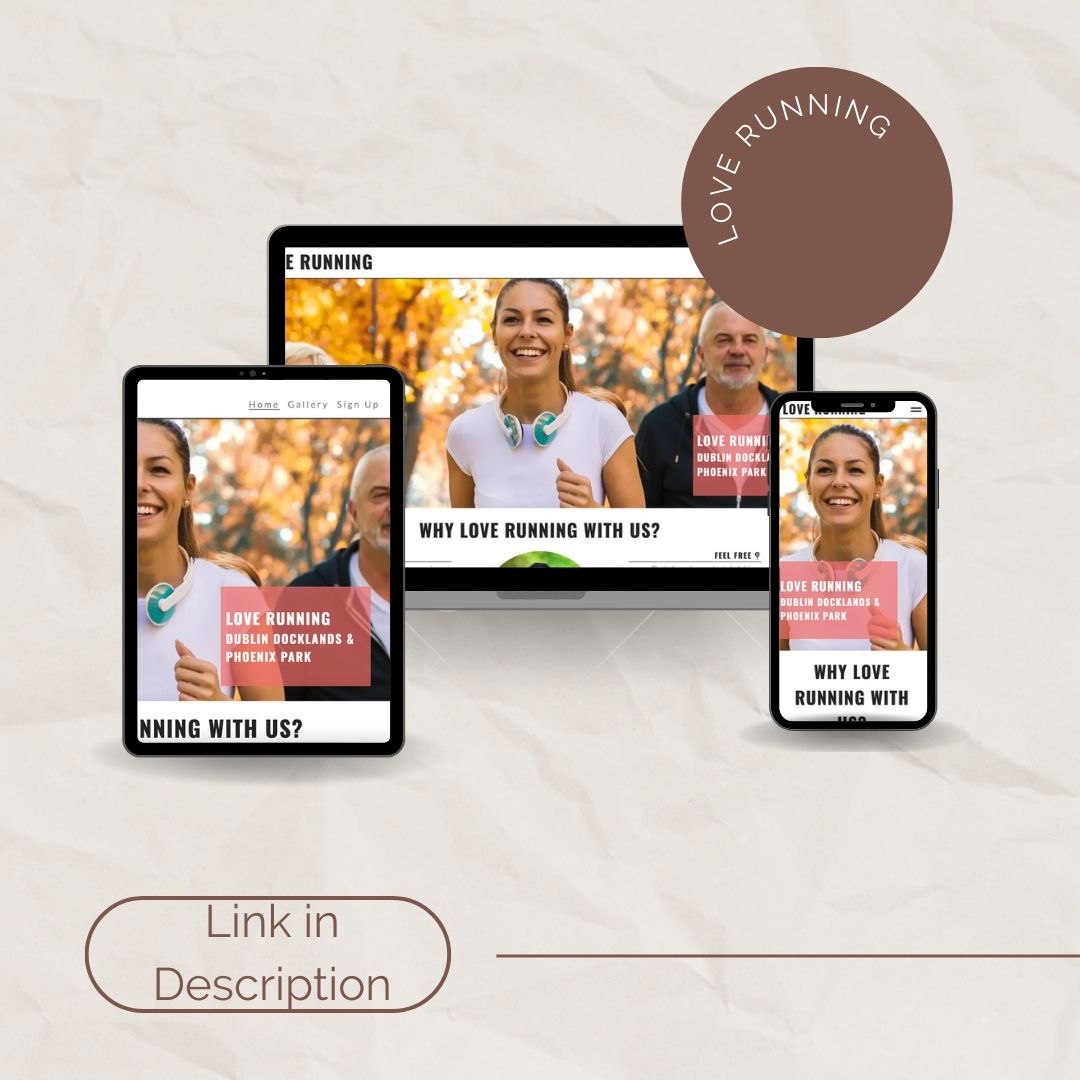 LOVE RUNNING
E RUNNING
LOVE RUNNI
DUBLIN DOCKLA
PHOENIX PARK
WHY LOVE RUNNING WITH US?
FEEL FREE
Home Gallery Sign Up
LOVE RUNNING
DUBLIN DOCKLANDS &
PHOENIX PARK
NNING WITH US?
LOVE RUNNING
LOVE RUNNING
DUBLIN DOCKLANDS &
PHOENIX PARK
WHY LOVE
RUNNING WITH
Link in
Description